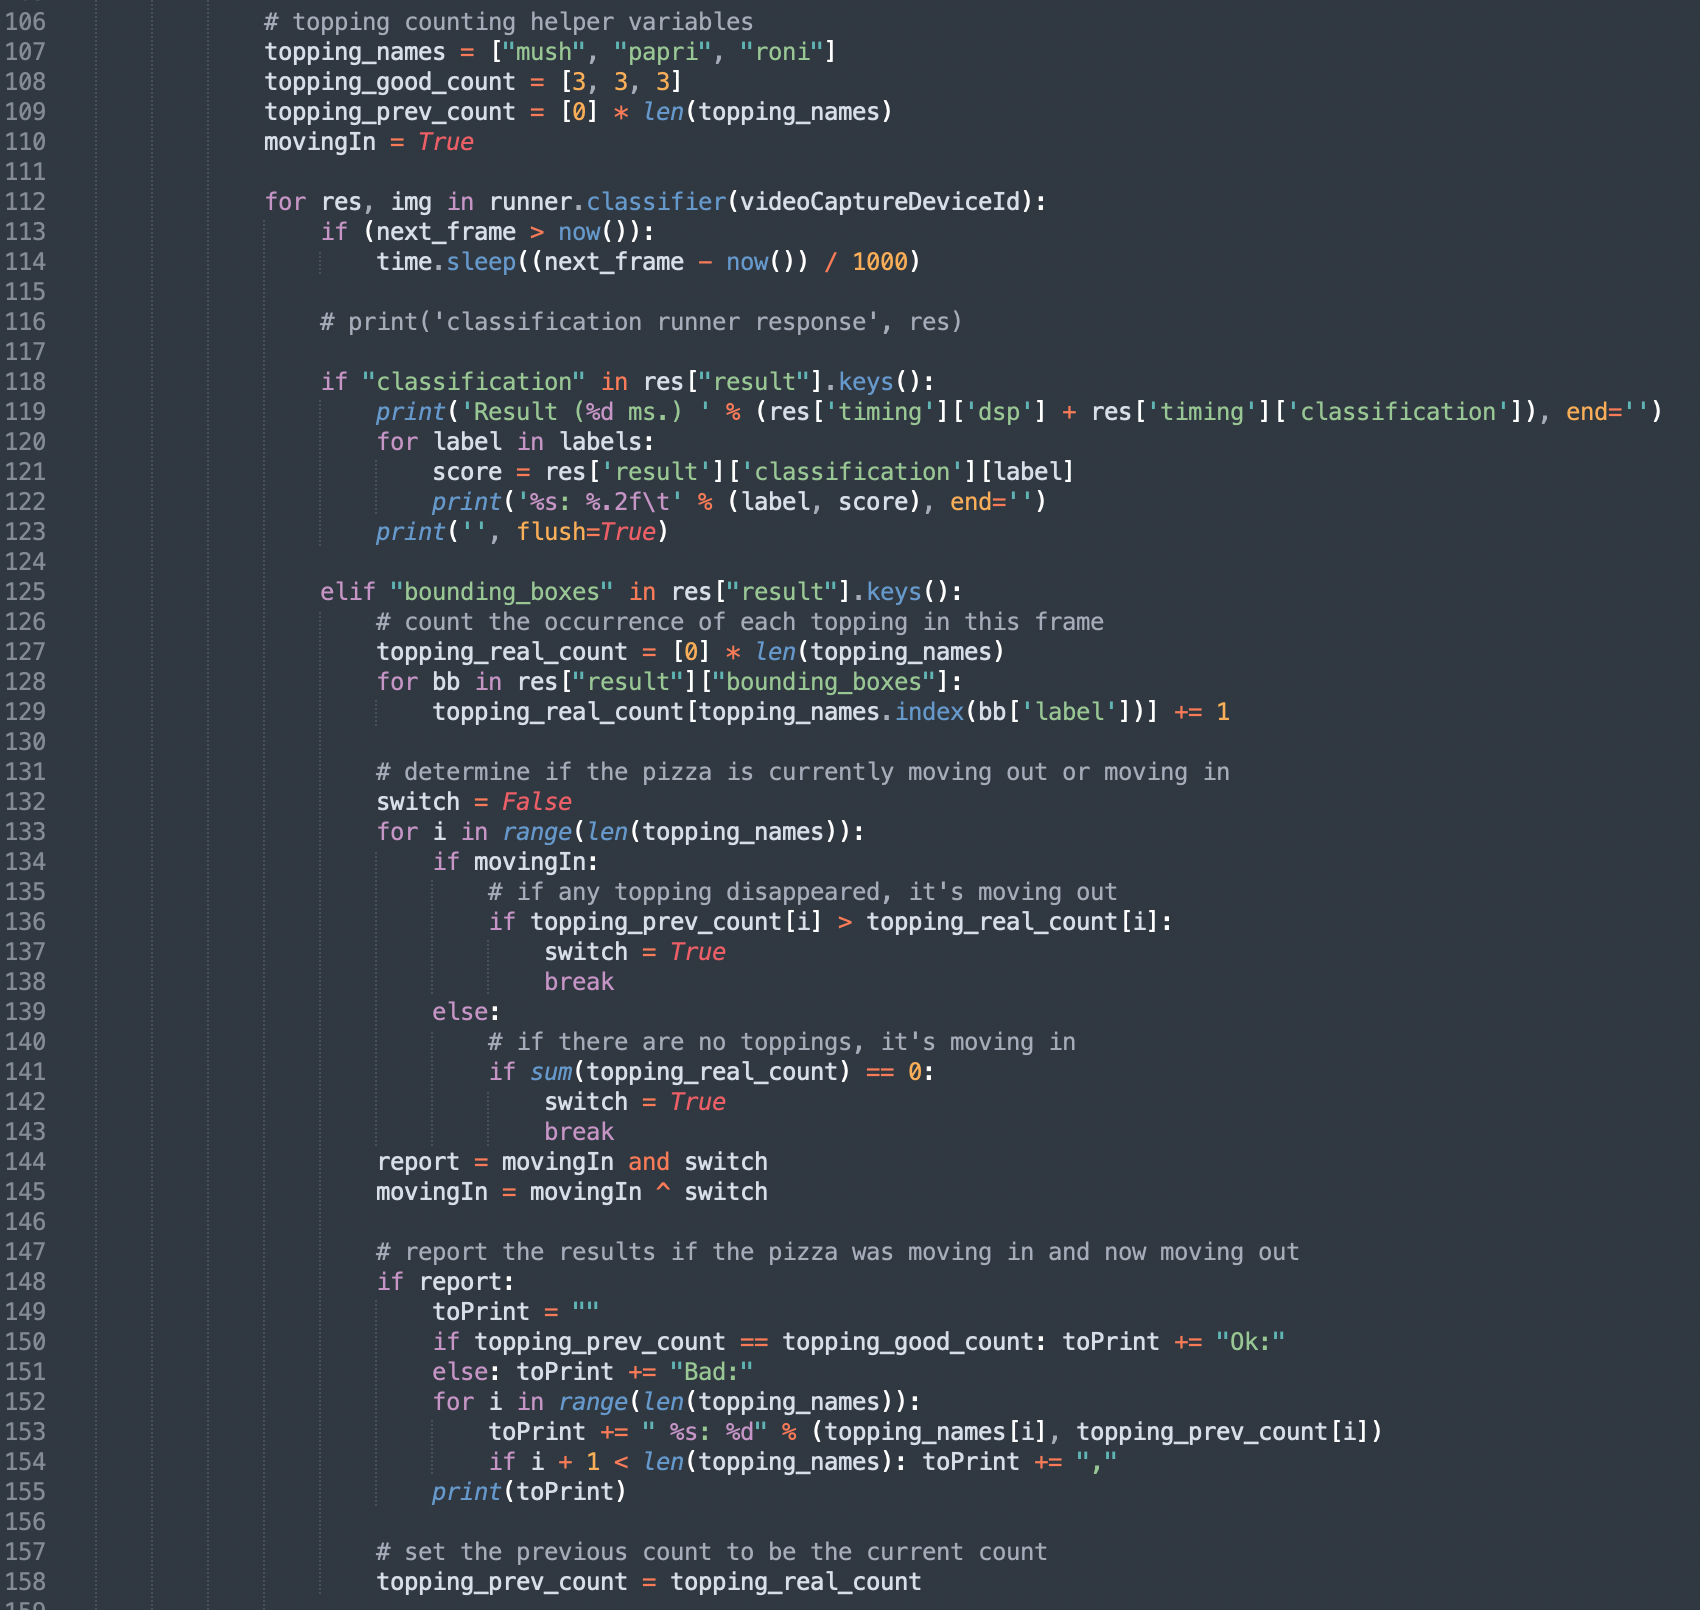 106 # topping counting helper variables
107 topping_names = ["mush", "papri", "roni"]
108 topping_good_count = [3, 3, 3]
109 topping_prev_count = [0] * len(topping_names)
110 movingIn = True
111
112 for res, img in runner.classifier(videoCaptureDeviceId):
113     if (next_frame > now()):
114         time.sleep((next_frame - now()) / 1000)
115
116     # print('classification runner response', res)
117
118     if "classification" in res["result"].keys():
119         print('Result (%d ms.) ' % (res['timing']['dsp'] + res['timing']['classification']), end='')
120         for label in labels:
121             score = res['result']['classification'][label]
122             print('%s: %.2f\t' % (label, score), end='')
123         print('', flush=True)
124
125     elif "bounding_boxes" in res["result"].keys():
126         # count the occurrence of each topping in this frame
127         topping_real_count = [0] * len(topping_names)
128         for bb in res["result"]["bounding_boxes"]:
129             topping_real_count[topping_names.index(bb['label'])] += 1
130
131         # determine if the pizza is currently moving out or moving in
132         switch = False
133         for i in range(len(topping_names)):
134             if movingIn:
135                 # if any topping disappeared, it's moving out
136                 if topping_prev_count[i] > topping_real_count[i]:
137                     switch = True
138                     break
139             else:
140                 # if there are no toppings, it's moving in
141                 if sum(topping_real_count) == 0:
142                     switch = True
143                     break
144         report = movingIn and switch
145         movingIn = movingIn ^ switch
146
147         # report the results if the pizza was moving in and now moving out
148         if report:
149             toPrint = ""
150             if topping_prev_count == topping_good_count: toPrint += "Ok:"
151             else: toPrint += "Bad:"
152             for i in range(len(topping_names)):
153                 toPrint += " %s: %d" % (topping_names[i], topping_prev_count[i])
154                 if i + 1 < len(topping_names): toPrint += ","
155             print(toPrint)
156
157         # set the previous count to be the current count
158         topping_prev_count = topping_real_count
159